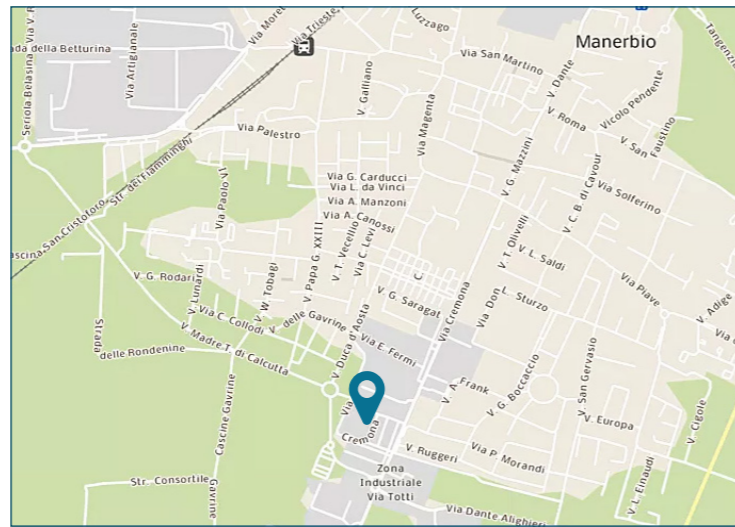 Via More
Via Trieste
Luzzago
Manerbio
Tangenzi
ada della Betturina
Via San Martino
V. Dante
Via Artigianale
Seriola Belasina
Via V. R
V. Galliano
Via Magenta
V. Roma
Vicolo Pendente
Via Palestro
V. San
Faustino
Str. dei Fiamminghi
V. G. Mazzini
Via Paolo VI
Via G. Carducci
Via L. da Vinci
Via A. Manzoni
Via A. Canossi
Via Solferino
V. C. B. di Cavour
ascina San Cristoforo
V. Papa G. XXIII
V. T. Vecellio
Via C. Levi
V. T. Olivelli
V. L. Saldi
V. G. Rodari
V. Lunardi
V. W. Tobagi
C.
V. G. Saragat
Via Cremona
Via Don
L. Sturzo
Via Piave
V. Adige
Via C. Collodi
V. delle Gavrine
V. Duca d'Aosta
Via E. Fermi
Via
Strada
delle Rondenine
V. Madre T. di Calcutta
V. A. Frank
V. G. Boccaccio
V. San Gervasio
Cascine Gavrine
Via
Cremona
V. Europa
V. Cigole
V. Ruggeri
Via P. Morandi
Zona
Industriale
Via Totti
Str. Consortile
Gavrine
V. L. Einaudi
Via Dante Alighieri